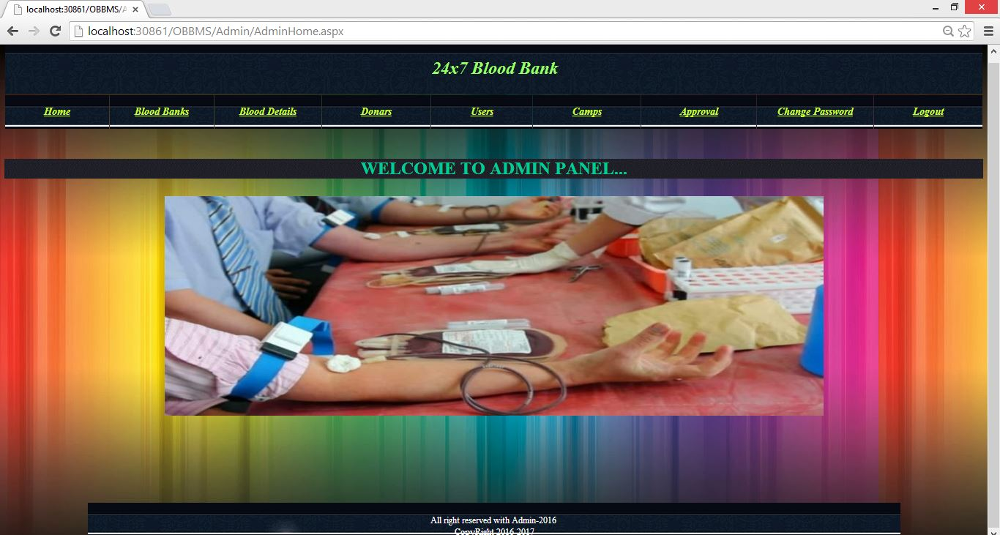 localhost:30861/OBBMS/A
localhost:30861/OBBMS/Admin/AdminHome.aspx
24x7 Blood Bank
Home Blood Banks Blood Details Donars Users Camps Approval Change Password Logout
WELCOME TO ADMIN PANEL...
All right reserved with Admin-2016
CopyRight 2016-2017